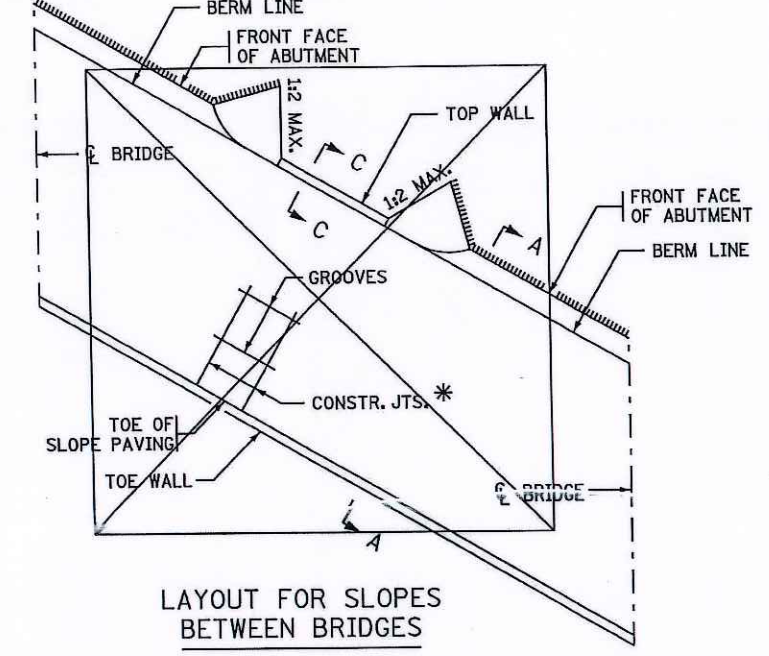 BERM LINE
FRONT FACE
OF ABUTMENT
1:2 MAX.
TOP WALL
C
℄ BRIDGE
1:2 MAX.
C
A
FRONT FACE
OF ABUTMENT
BERM LINE
GROOVES
CONSTR. JTS. *
TOE OF
SLOPE PAVING
TOE WALL
℄ BRIDGE
A
LAYOUT FOR SLOPES
BETWEEN BRIDGES